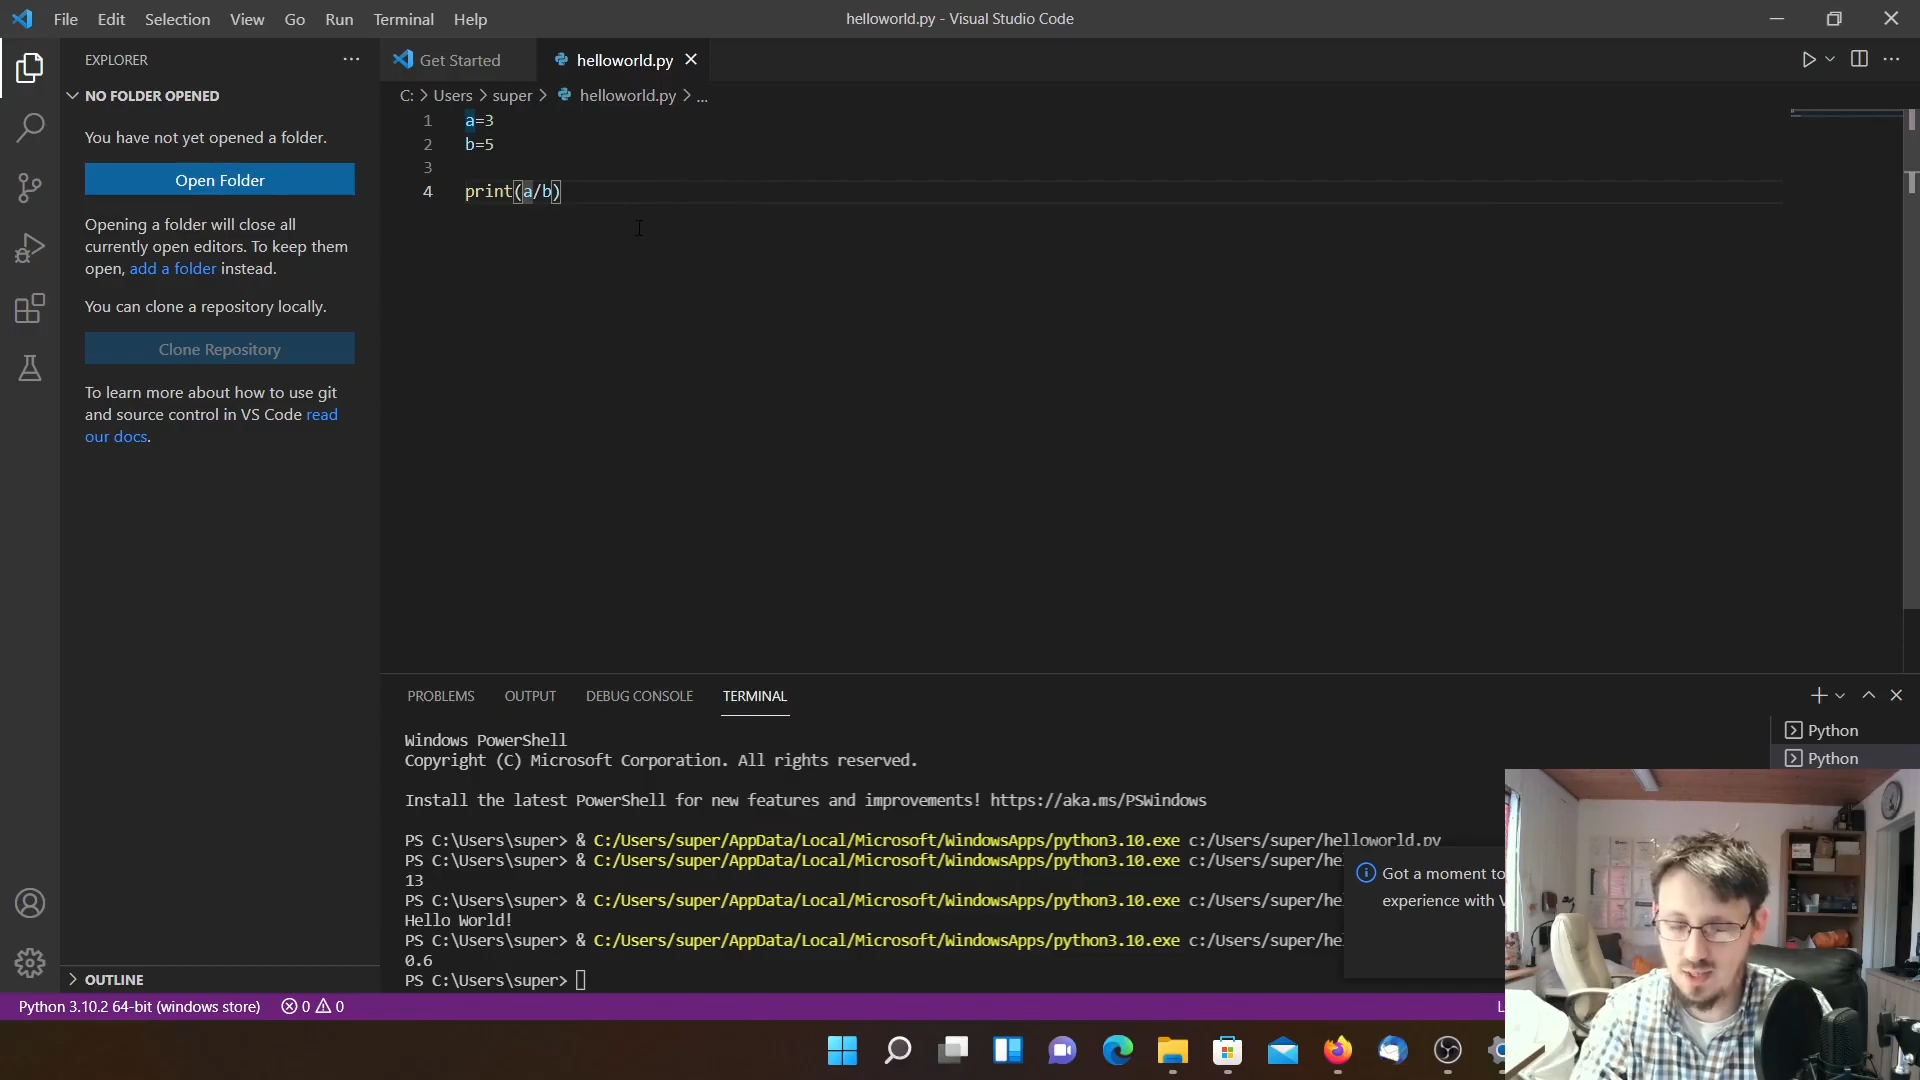 File Edit Selection View Go Run Terminal Help
helloworld.py - Visual Studio Code
EXPLORER
Get Started
helloworld.py
NO FOLDER OPENED
C: > Users > super > helloworld.py > ...
You have not yet opened a folder.
Open Folder
Opening a folder will close all
currently open editors. To keep them
open, add a folder instead.
You can clone a repository locally.
Clone Repository
To learn more about how to use git
and source control in VS Code read
our docs.
OUTLINE
1 a=3
2 b=5
3
4 print(a/b)
PROBLEMS OUTPUT DEBUG CONSOLE TERMINAL
Python
Python
Windows PowerShell
Copyright (C) Microsoft Corporation. All rights reserved.
Install the latest PowerShell for new features and improvements! https://aka.ms/PSWindows
PS C:\Users\super> & C:/Users/super/AppData/Local/Microsoft/WindowsApps/python3.10.exe c:/Users/super/helloworld.py
PS C:\Users\super> & C:/Users/super/AppData/Local/Microsoft/WindowsApps/python3.10.exe c:/Users/super/he
13
PS C:\Users\super> & C:/Users/super/AppData/Local/Microsoft/WindowsApps/python3.10.exe c:/Users/super/he
Hello World!
PS C:\Users\super> & C:/Users/super/AppData/Local/Microsoft/WindowsApps/python3.10.exe c:/Users/super/he
0.6
PS C:\Users\super>
Got a moment to
experience with V
Python 3.10.2 64-bit (windows store) 0 0
L